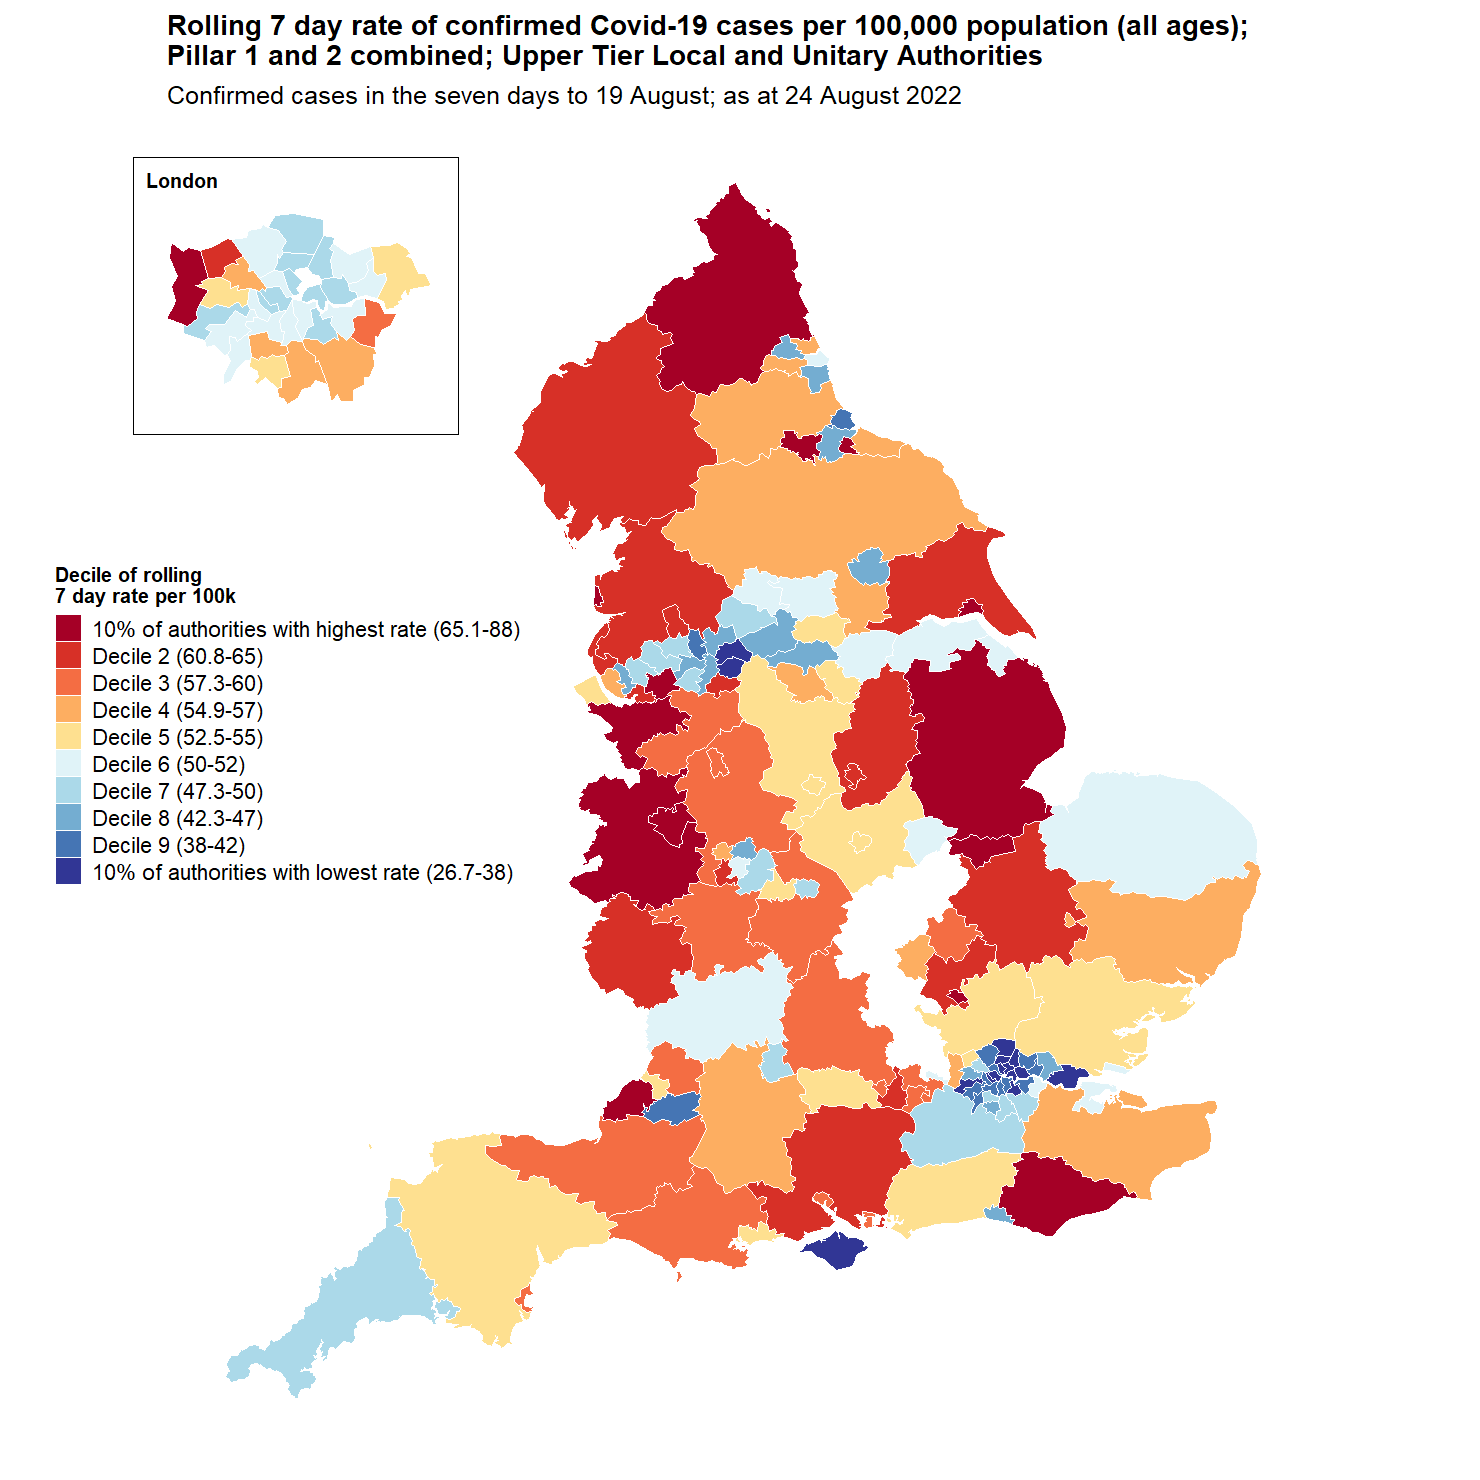 Rolling 7 day rate of confirmed Covid-19 cases per 100,000 population (all ages);
Pillar 1 and 2 combined; Upper Tier Local and Unitary Authorities
Confirmed cases in the seven days to 19 August; as at 24 August 2022
London
Decile of rolling
7 day rate per 100k
10% of authorities with highest rate (65.1-88)
Decile 2 (60.8-65)
Decile 3 (57.3-60)
Decile 4 (54.9-57)
Decile 5 (52.5-55)
Decile 6 (50-52)
Decile 7 (47.3-50)
Decile 8 (42.3-47)
Decile 9 (38-42)
10% of authorities with lowest rate (26.7-38)